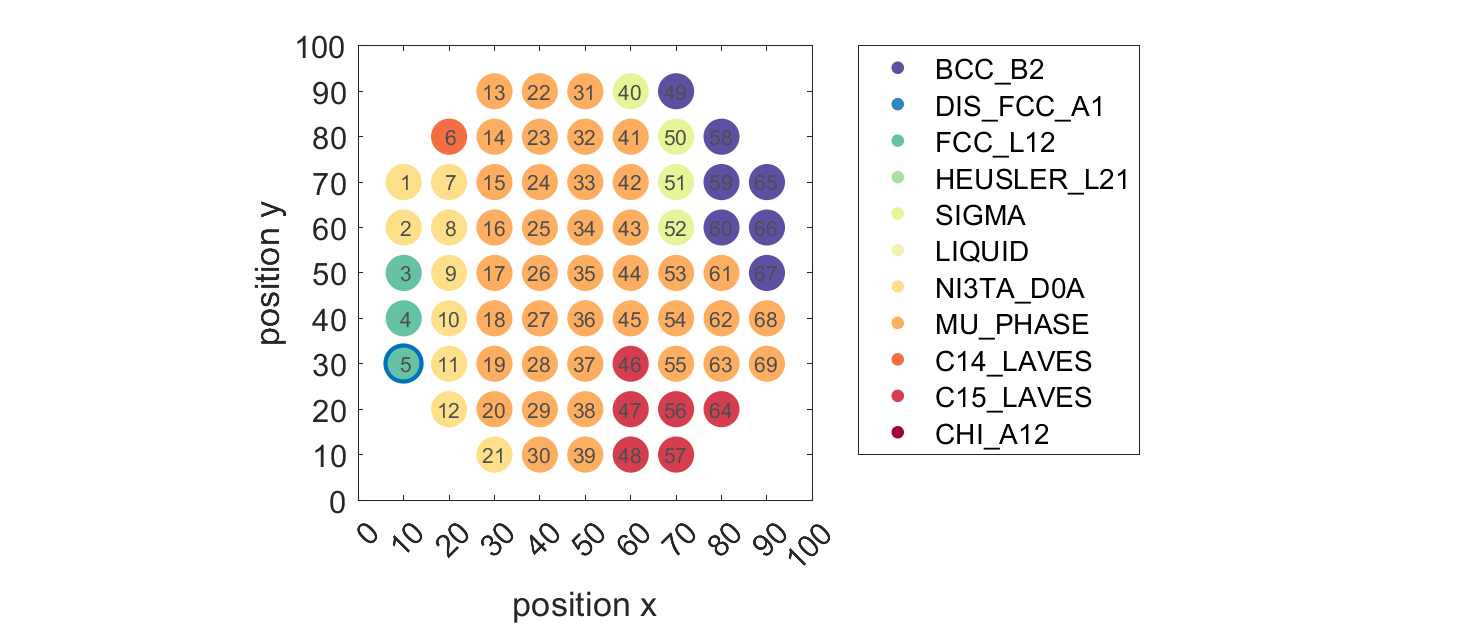 100
13 22 31 40 49
90
6 14 23 32 41 50 58
80
1 7 15 24 33 42 51 59 65
70
2 8 16 25 34 43 52 60 66
60
3 9 17 26 35 44 53 61 67
50
4 10 18 27 36 45 54 62 68
40
5 11 19 28 37 46 55 63 69
30
12 20 29 38 47 56 64
20
21 30 39 48 57
10
0
position y
0 10 20 30 40 50 60 70 80 90 100
position x
BCC_B2
DIS_FCC_A1
FCC_L12
HEUSLER_L21
SIGMA
LIQUID
NI3TA_D0A
MU_PHASE
C14_LAVES
C15_LAVES
CHI_A12